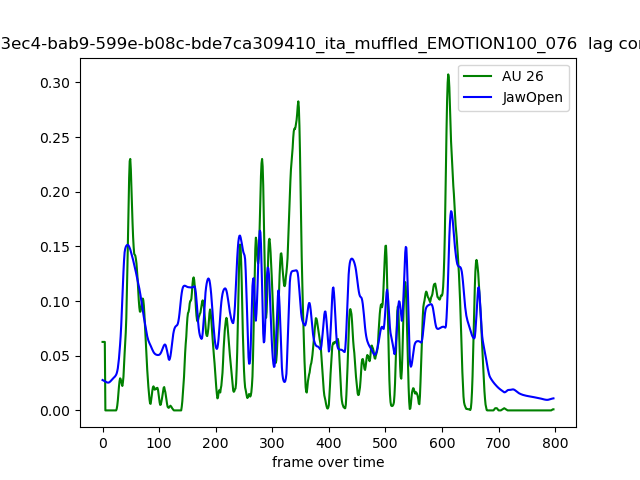 3ec4-bab9-599e-b08c-bde7ca309410_ita_muffled_EMOTION100_076 lag cor
AU 26
JawOpen
0.30
0.25
0.20
0.15
0.10
0.05
0.00
0 100 200 300 400 500 600 700 800
frame over time